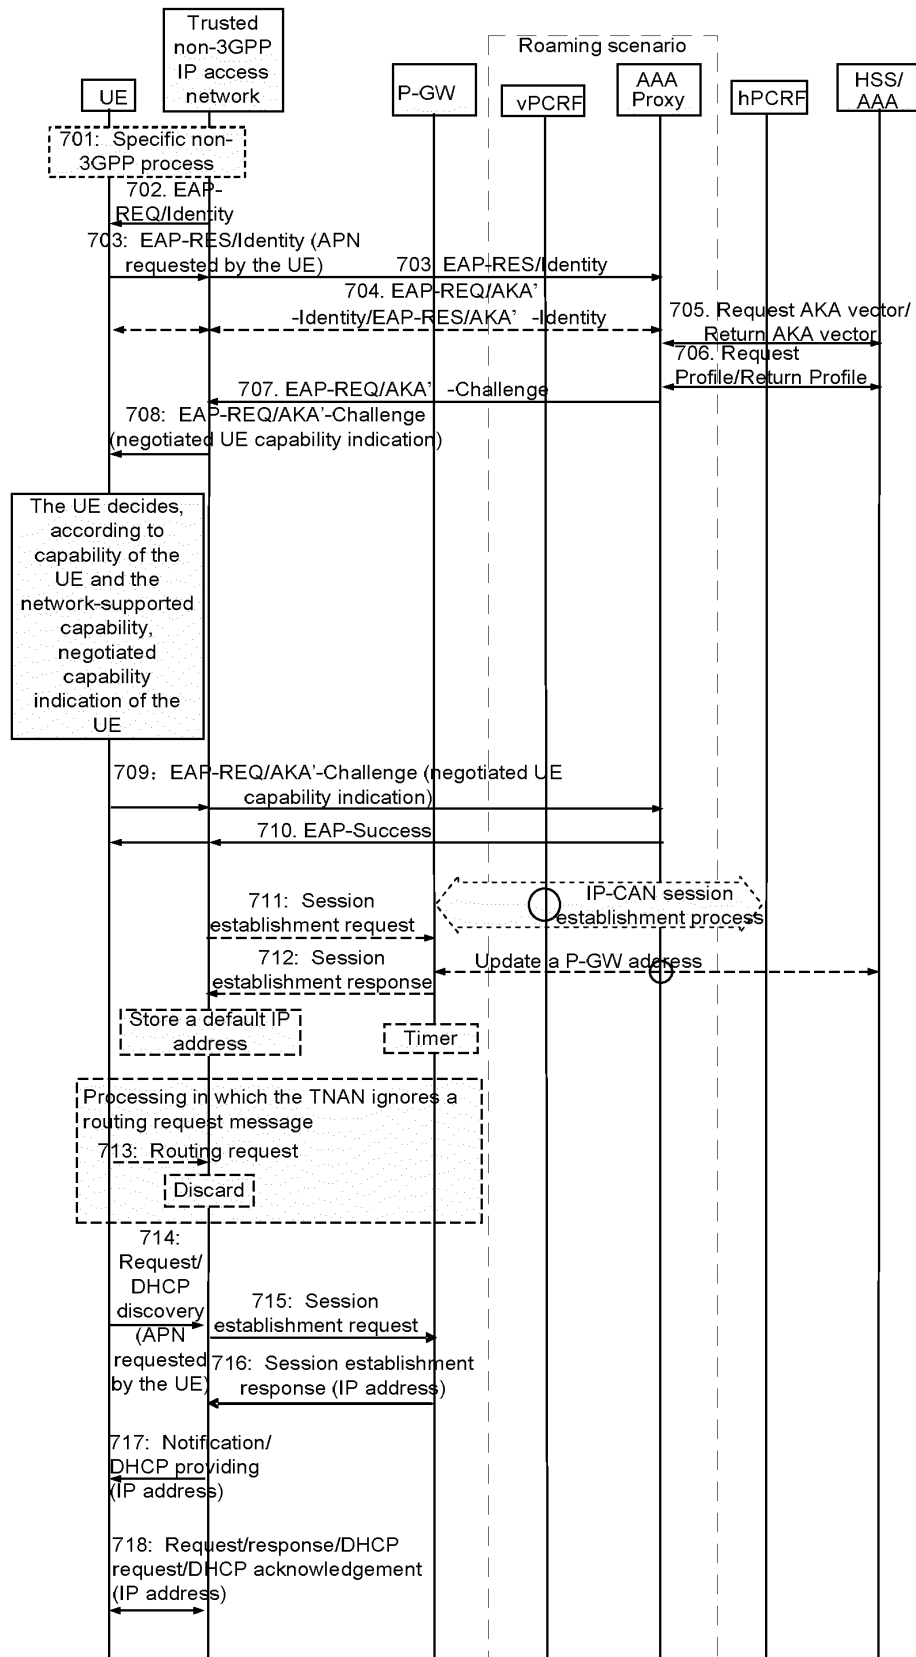 Trusted
non-3GPP
IP access
network
Roaming scenario
UE
P-GW
vPCRF
AAA
Proxy
hPCRF
HSS/
AAA
701:  Specific non-
3GPP process
702. EAP-
REQ/Identity
703:  EAP-RES/Identity (APN
requested by the UE)
703. EAP-RES/Identity
704. EAP-REQ/AKA'
-Identity/EAP-RES/AKA'  -Identity
705. Request AKA vector/
Return AKA vector
706. Request
Profile/Return Profile
707. EAP-REQ/AKA'  -Challenge
708:  EAP-REQ/AKA'-Challenge
(negotiated UE capability indication)
The UE decides,
according to
capability of the
UE and the
network-supported
capability,
negotiated
capability
indication of the
UE
709:  EAP-REQ/AKA'-Challenge (negotiated UE
capability indication)
710. EAP-Success
711:  Session
establishment request
IP-CAN session
establishment process
712:  Session
establishment response
Update a P-GW address
Store a default IP
address
Timer
Processing in which the TNAN ignores a
routing request message
713:  Routing request
Discard
714:
Request/
DHCP
discovery
(APN
requested
by the UE)
715:  Session
establishment request
716:  Session establishment
response (IP address)
717:  Notification/
DHCP providing
(IP address)
718:  Request/response/DHCP
request/DHCP acknowledgement
(IP address)